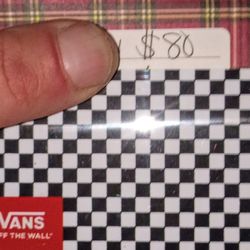 $80
VANS
"OFF THE WALL"